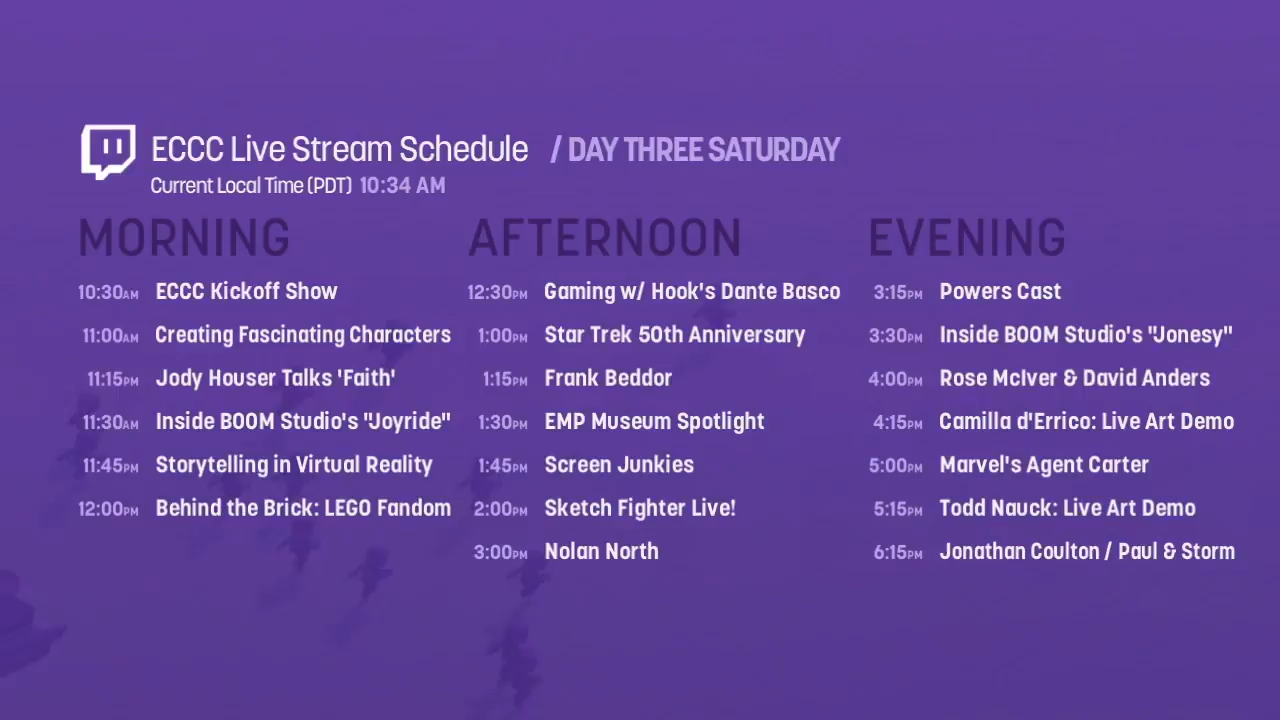 ECCC Live Stream Schedule / DAY THREE SATURDAY
Current Local Time (PDT) 10:34 AM
MORNING
10:30AM ECCC Kickoff Show
11:00AM Creating Fascinating Characters
11:15PM Jody Houser Talks 'Faith'
11:30AM Inside BOOM Studio's "Joyride"
11:45PM Storytelling in Virtual Reality
12:00PM Behind the Brick: LEGO Fandom
AFTERNOON
12:30PM Gaming w/ Hook's Dante Basco
1:00PM Star Trek 50th Anniversary
1:15PM Frank Beddor
1:30PM EMP Museum Spotlight
1:45PM Screen Junkies
2:00PM Sketch Fighter Live!
3:00PM Nolan North
EVENING
3:15PM Powers Cast
3:30PM Inside BOOM Studio's "Jonesy"
4:00PM Rose McIver & David Anders
4:15PM Camilla d'Errico: Live Art Demo
5:00PM Marvel's Agent Carter
5:15PM Todd Nauck: Live Art Demo
6:15PM Jonathan Coulton / Paul & Storm